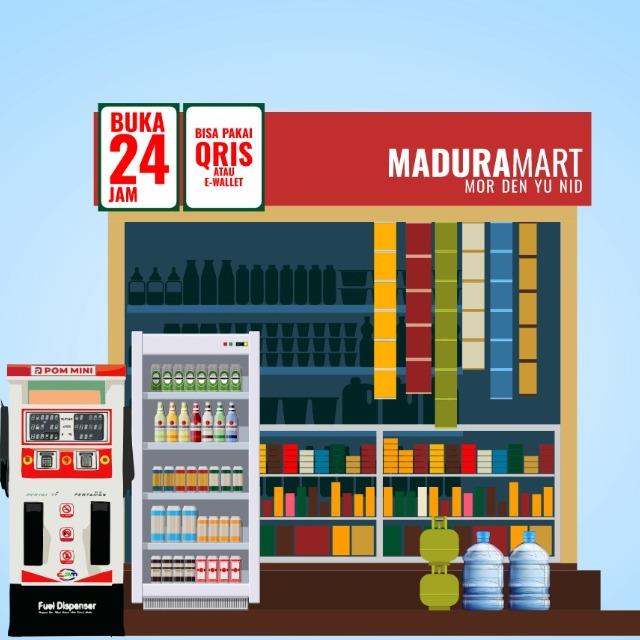 BUKA
24
JAM
BISA PAKAI
QRIS
ATAU
E-WALLET
MADURAMART
MOR DEN YU NID
POM MINI
Fuel Dispenser